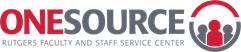 ONESOURCE
RUTGERS FACULTY AND STAFF SERVICE CENTER